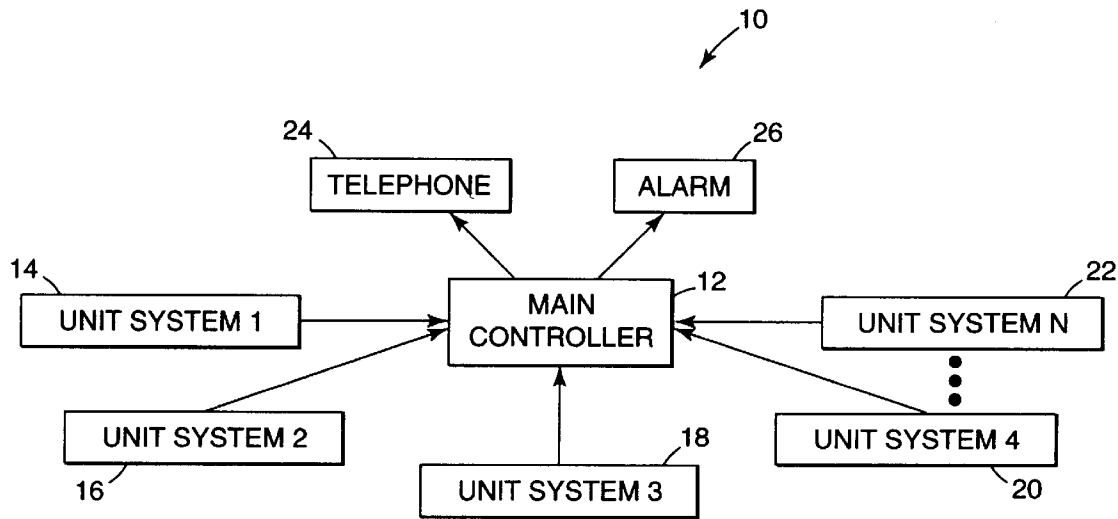 10
24
26
TELEPHONE
ALARM
14
12
22
UNIT SYSTEM 1
MAIN
CONTROLLER
UNIT SYSTEM N
UNIT SYSTEM 2
18
UNIT SYSTEM 4
16
UNIT SYSTEM 3
20